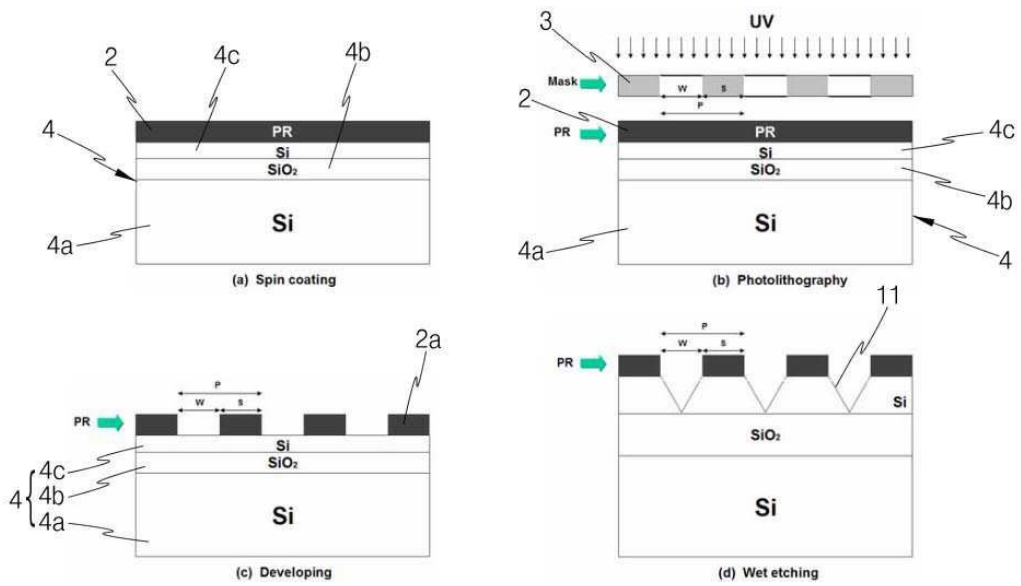 2
4c
4b
4
PR
Si
SiO₂
Si
4a
(a) Spin coating
UV
3
Mask
W
S
P
2
PR
PR
4c
Si
SiO₂
4b
Si
4a
4
(b) Photolithography
2a
P
W
S
PR
4c
Si
4
4b
SiO₂
4a
Si
(c) Developing
11
P
W
S
PR
Si
SiO₂
Si
(d) Wet etching